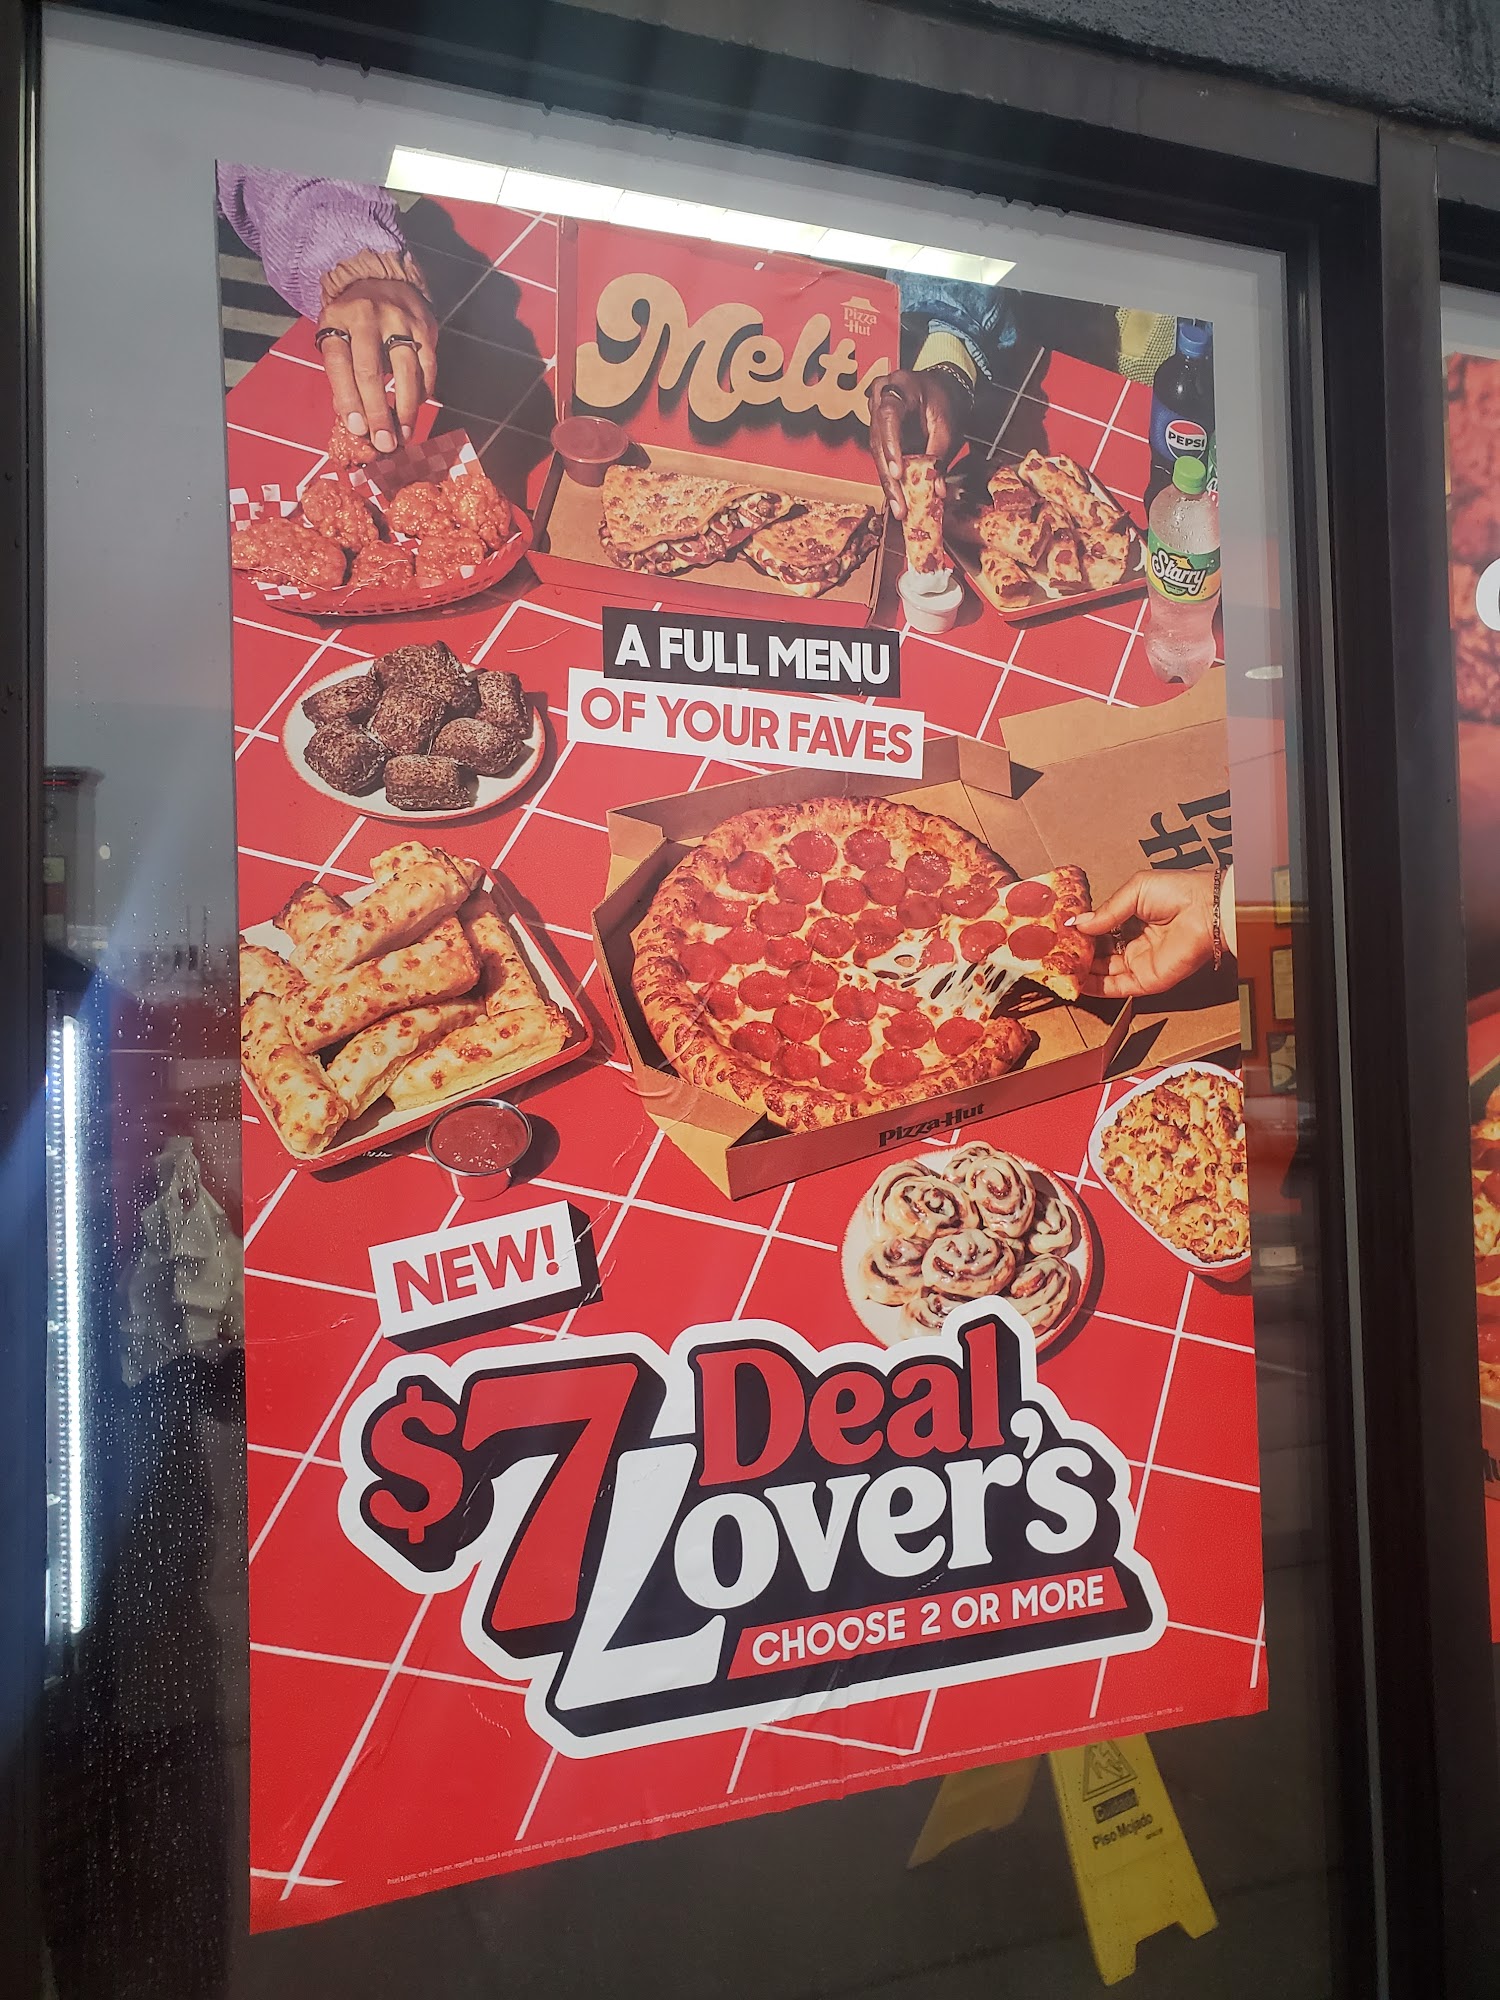 Melts
Pizza
Hut
PEPSI
Starry
A FULL MENU
OF YOUR FAVES
Pizza Hut
NEW!
$7 Deal
Lover's
CHOOSE 2 OR MORE
Piso Mojado